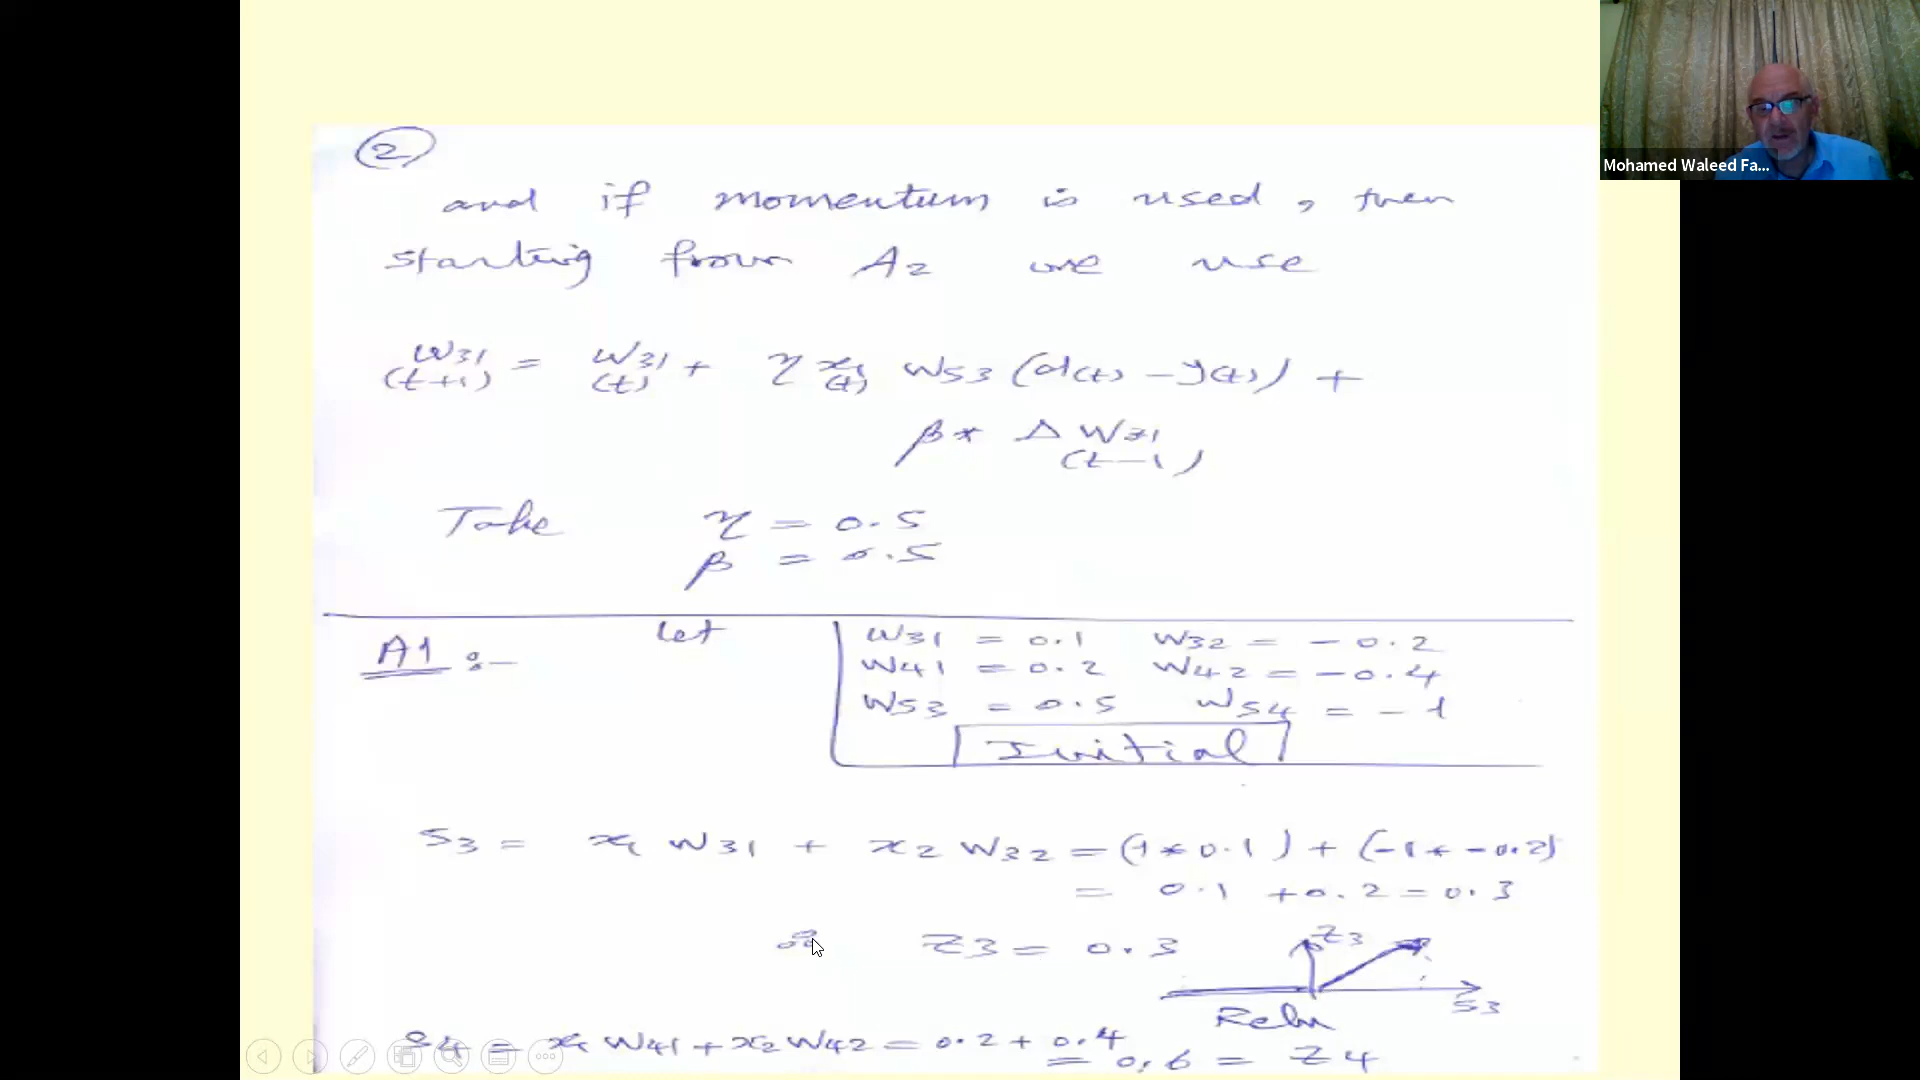 2
and if momentum is used, then
starting from A2 we use
W31 (t+1) = W31 (t) + η x1 (t) W53 (d(t) - y(t)) +
β * Δ W31 (t-1)
Take η = 0.5
β = 0.5
A1 :- let
W31 = 0.1 W32 = -0.2
W41 = 0.2 W42 = -0.4
W53 = 0.5 W54 = -1
Initial
S3 = x1 W31 + x2 W32 = (1 * 0.1) + (-1 * -0.2)
= 0.1 + 0.2 = 0.3
∴ Z3 = 0.3
Z3
S3
Relu
S4 = x1 W41 + x2 W42 = 0.2 + 0.4
= 0.6 = Z4
Mohamed Waleed Fa...